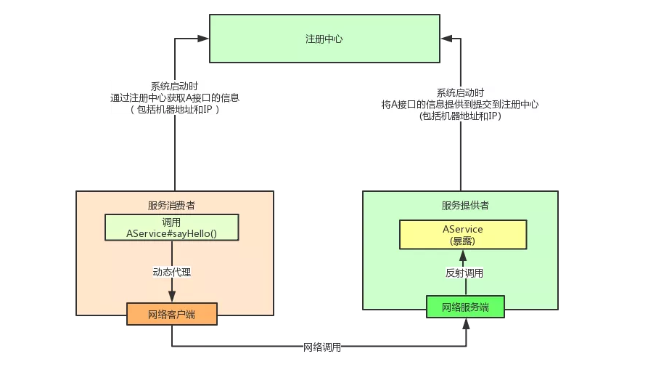 注册中心
系统启动时
通过注册中心获取A接口的信息
（包括机器地址和IP）
系统启动时
将A接口的信息提供到提交到注册中心
(包括机器地址和IP)
服务消费者
调用
AService#sayHello()
动态代理
网络客户端
服务提供者
AService
(暴露)
反射调用
网络服务端
网络调用